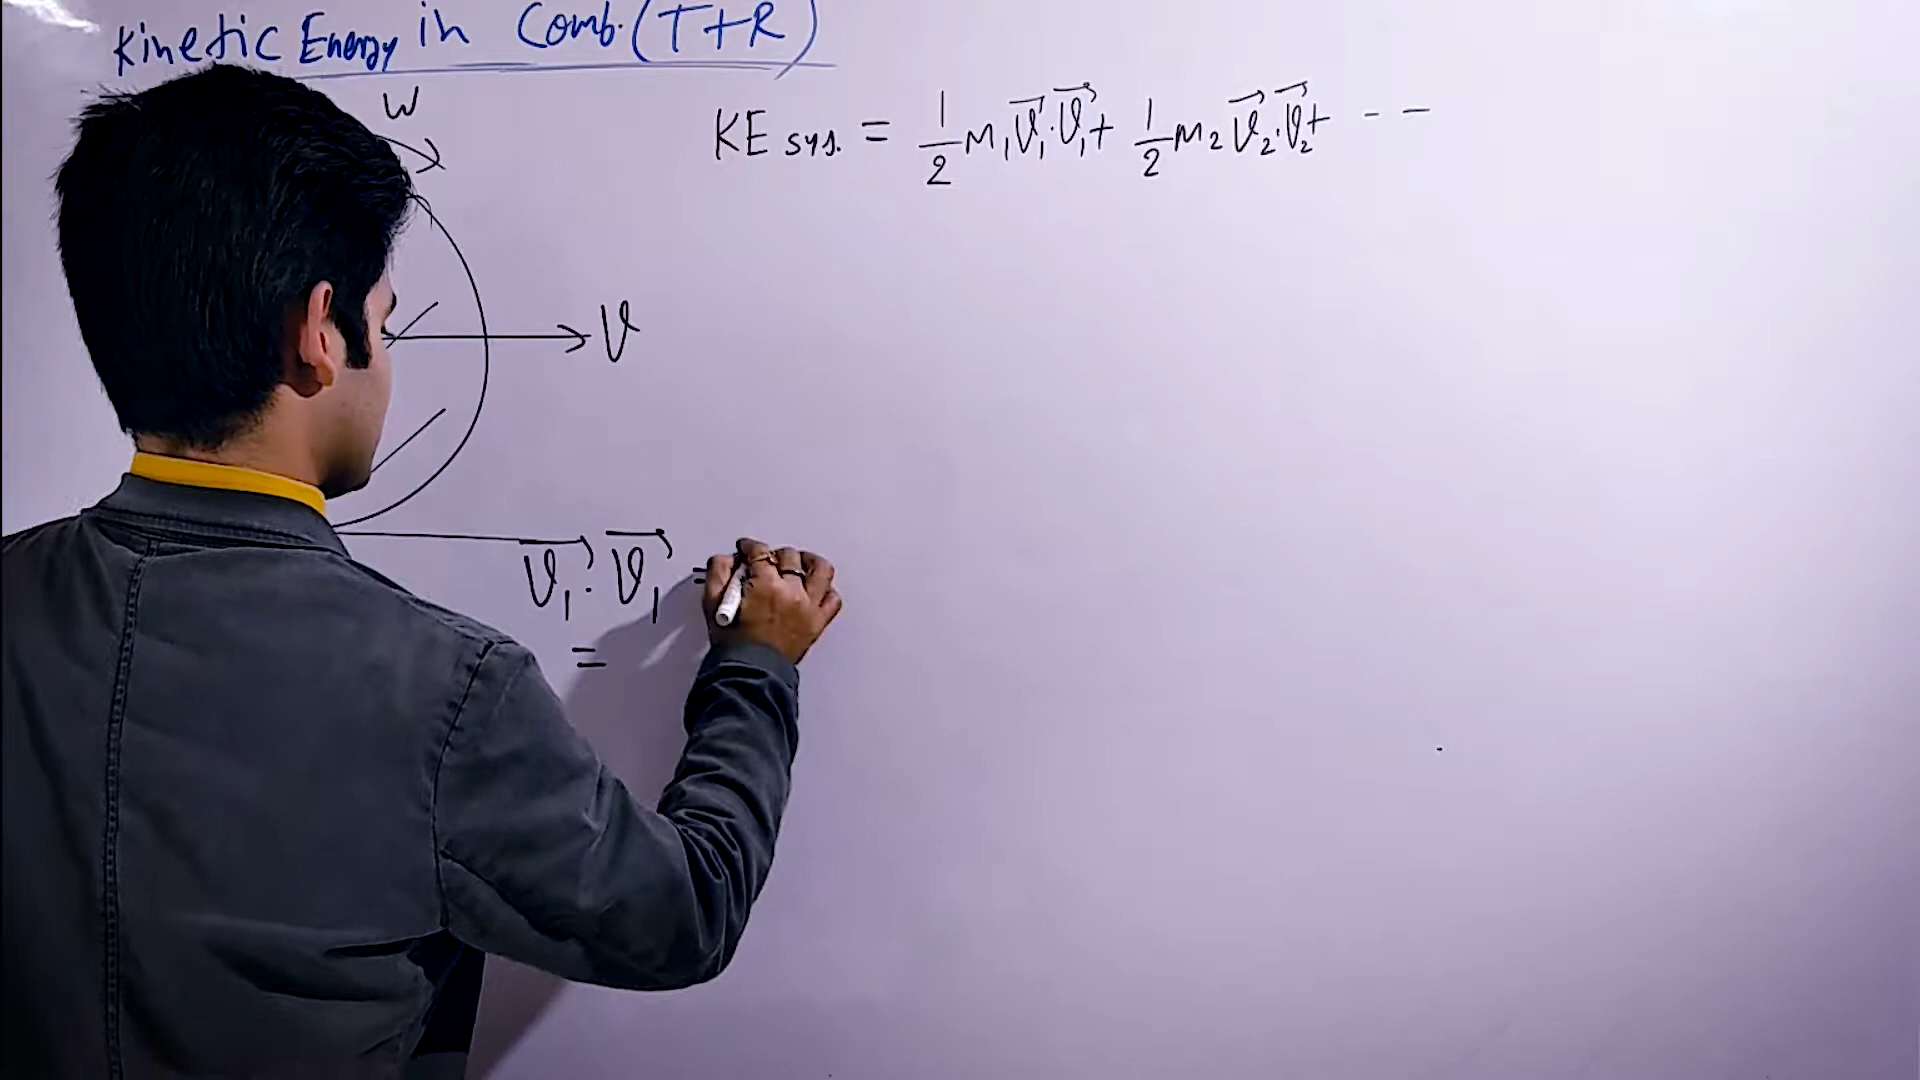 Kinetic Energy in Comb. (T+R)
W
KE sys. = 1/2 M₁ V⃗₁ · V⃗₁ + 1/2 M₂ V⃗₂ · V⃗₂ + - -
V
V⃗₁ · V⃗₁ =
=